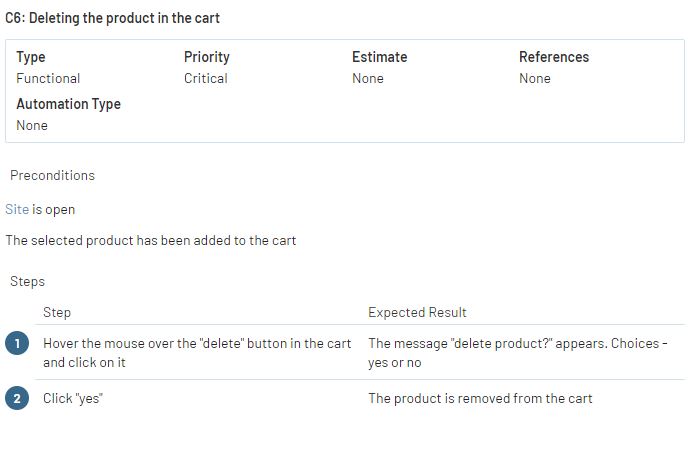 C6: Deleting the product in the cart
Type Priority Estimate References
Functional Critical None None
Automation Type
None
Preconditions
Site is open
The selected product has been added to the cart
Steps
Step Expected Result
1 Hover the mouse over the "delete" button in the cart The message "delete product?" appears. Choices -
and click on it yes or no
2 Click "yes" The product is removed from the cart